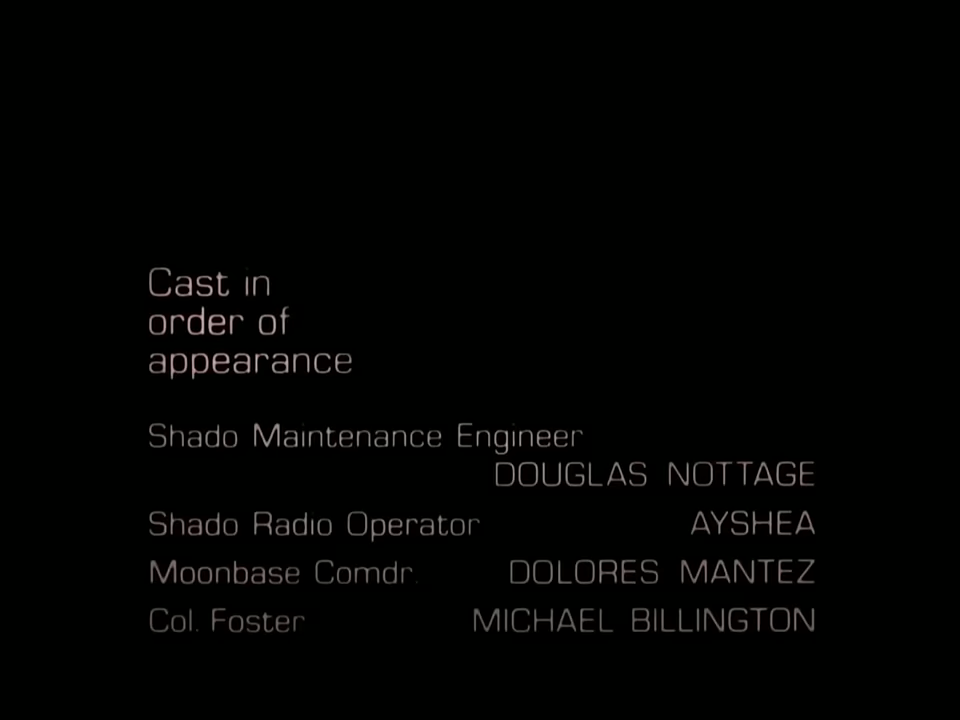 Cast in
order of
appearance
Shado Maintenance Engineer
DOUGLAS NOTTAGE
Shado Radio Operator AYSHEA
Moonbase Comdr. DOLORES MANTEZ
Col. Foster MICHAEL BILLINGTON